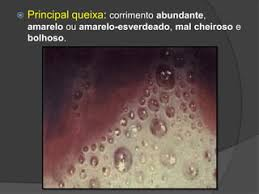 Principal queixa: corrimento abundante,
amarelo ou amarelo-esverdeado, mal cheiroso e
bolhoso.